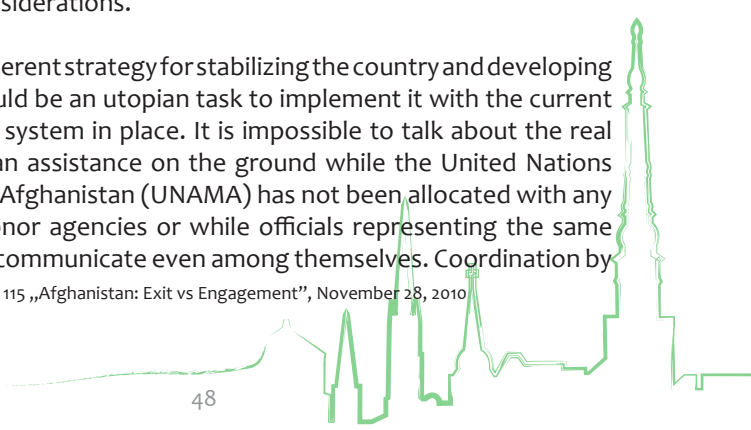 siderations.
erent strategy for stabilizing the country and developing
uld be an utopian task to implement it with the current
system in place. It is impossible to talk about the real
an assistance on the ground while the United Nations
Afghanistan (UNAMA) has not been allocated with any
onor agencies or while officials representing the same
communicate even among themselves. Coordination by
115 „Afghanistan: Exit vs Engagement”, November 28, 2010
48